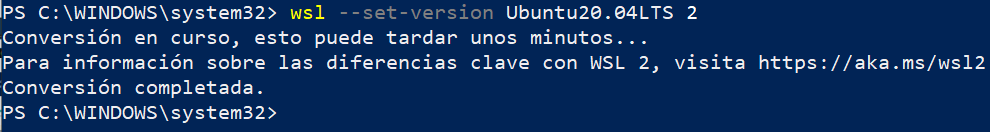 PS C:\WINDOWS\system32> wsl --set-version Ubuntu20.04LTS 2
Conversión en curso, esto puede tardar unos minutos...
Para información sobre las diferencias clave con WSL 2, visita https://aka.ms/wsl2
Conversión completada.
PS C:\WINDOWS\system32>